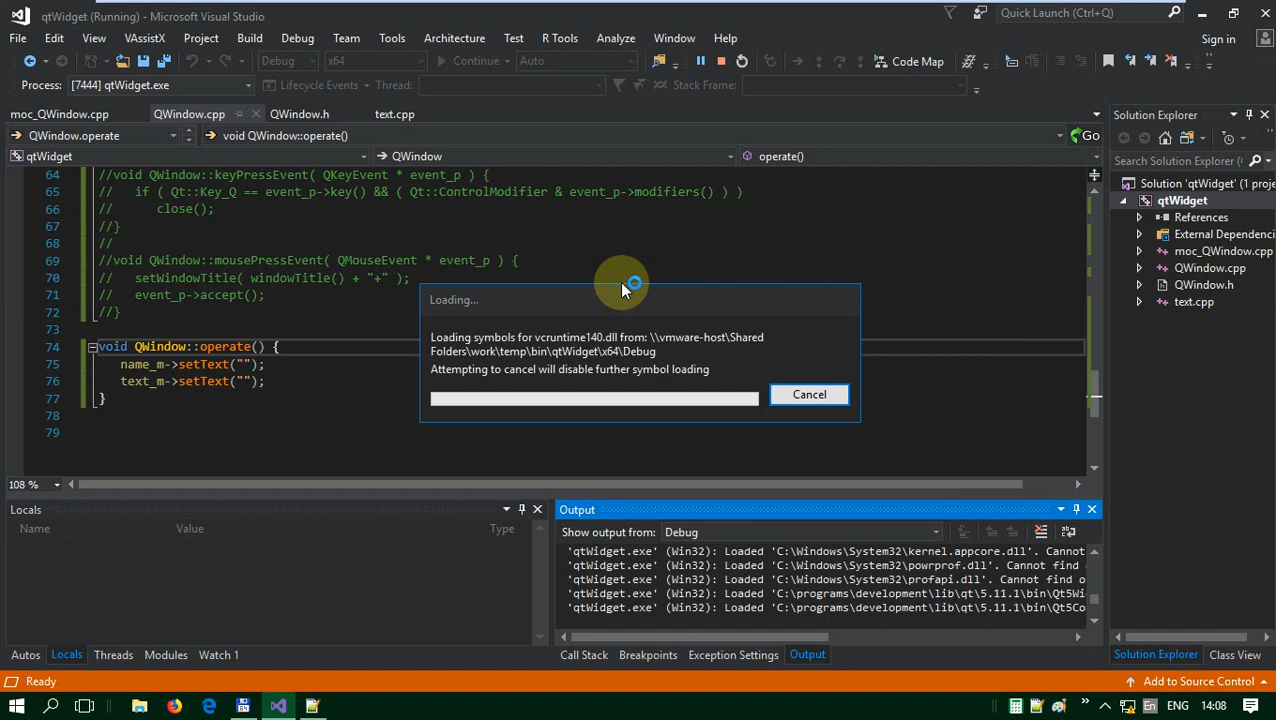 qtWidget (Running) - Microsoft Visual Studio
Quick Launch (Ctrl+Q)
File Edit View VAssistX Project Build Debug Team Tools Architecture Test R Tools Analyze Window Help
Sign in
Debug x64 Continue Auto Code Map
Process: [7444] qtWidget.exe Lifecycle Events Thread: Stack Frame:
moc_QWindow.cpp QWindow.cpp QWindow.h text.cpp
QWindow.operate void QWindow::operate() Go
qtWidget QWindow operate()
64 //void QWindow::keyPressEvent( QKeyEvent * event_p ) {
65 // if ( Qt::Key_Q == event_p->key() && ( Qt::ControlModifier & event_p->modifiers() ) )
66 // close();
67 //}
68 //
69 //void QWindow::mousePressEvent( QMouseEvent * event_p ) {
70 // setWindowTitle( windowTitle() + "+" );
71 // event_p->accept();
72 //}
74 void QWindow::operate() {
75 name_m->setText("");
76 text_m->setText("");
77 }
78
79
108 %
Loading...
Loading symbols for vcruntime140.dll from: \\vmware-host\Shared
Folders\work\temp\bin\qtWidget\x64\Debug
Attempting to cancel will disable further symbol loading
Cancel
Solution Explorer
Search Solution Explorer
Solution 'qtWidget' (1 proje
qtWidget
References
External Dependenci
moc_QWindow.cpp
QWindow.cpp
QWindow.h
text.cpp
Solution Explorer Class View
Locals
Name Value Type
Autos Locals Threads Modules Watch 1
Output
Show output from: Debug
'qtWidget.exe' (Win32): Loaded 'C:\Windows\System32\kernel.appcore.dll'. Cannot
'qtWidget.exe' (Win32): Loaded 'C:\Windows\System32\powrprof.dll'. Cannot find
'qtWidget.exe' (Win32): Loaded 'C:\Windows\System32\profapi.dll'. Cannot find o
'qtWidget.exe' (Win32): Loaded 'C:\programs\development\lib\qt\5.11.1\bin\Qt5Wi
'qtWidget.exe' (Win32): Loaded 'C:\programs\development\lib\qt\5.11.1\bin\Qt5Co
Call Stack Breakpoints Exception Settings Output
Ready
Add to Source Control
64
En ENG 14:08